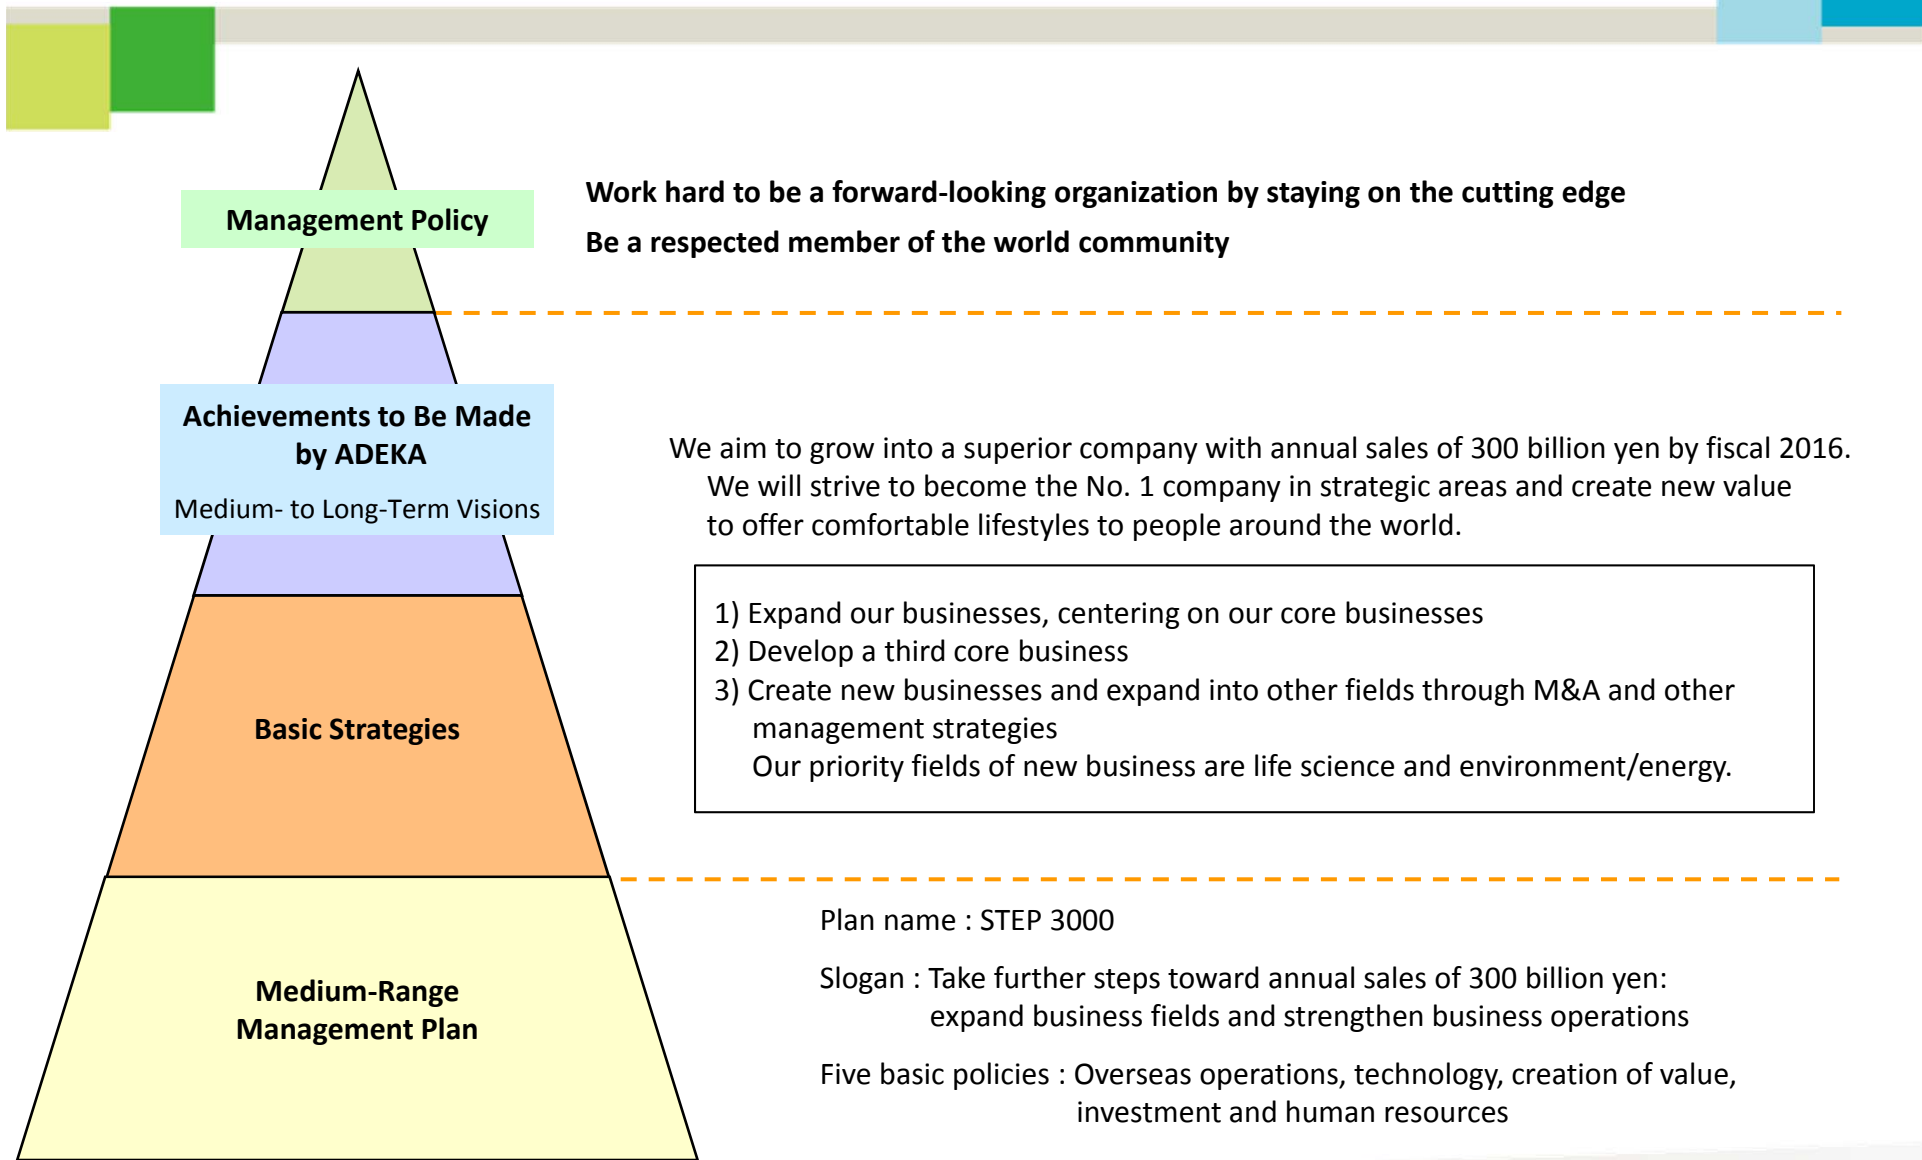 Management Policy
Work hard to be a forward-looking organization by staying on the cutting edge
Be a respected member of the world community
Achievements to Be Made
by ADEKA
Medium- to Long-Term Visions
We aim to grow into a superior company with annual sales of 300 billion yen by fiscal 2016.
We will strive to become the No. 1 company in strategic areas and create new value
to offer comfortable lifestyles to people around the world.
Basic Strategies
1) Expand our businesses, centering on our core businesses
2) Develop a third core business
3) Create new businesses and expand into other fields through M&A and other
management strategies
Our priority fields of new business are life science and environment/energy.
Medium-Range
Management Plan
Plan name : STEP 3000
Slogan : Take further steps toward annual sales of 300 billion yen:
expand business fields and strengthen business operations
Five basic policies : Overseas operations, technology, creation of value,
investment and human resources